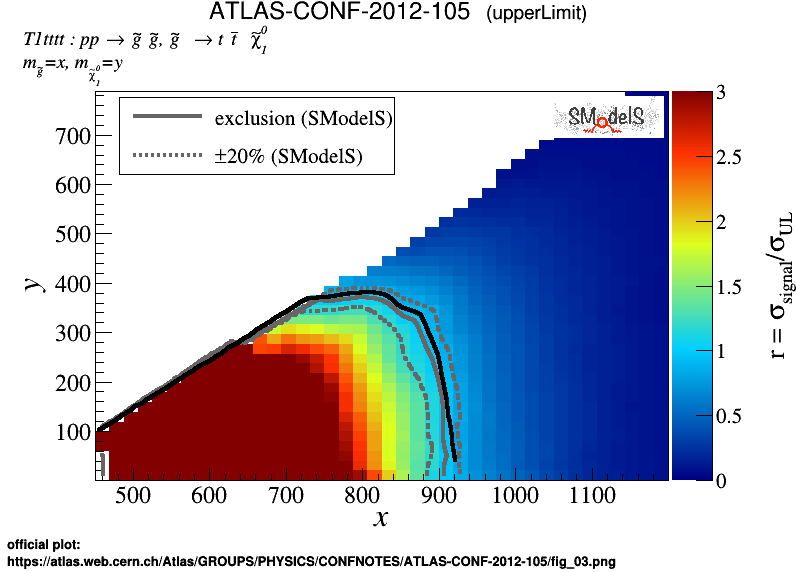 ATLAS-CONF-2012-105 (upperLimit)
T1tttt : pp → g̃ g̃, g̃ → t t̄ χ̃⁰₁
m_g̃=x, m_χ̃⁰₁=y
SModelS
exclusion (SModelS)
±20% (SModelS)
700
600
500
400
300
200
100
y
500 600 700 800 900 1000 1100
x
3
2.5
2
1.5
1
0.5
0
r = σ_signal/σ_UL
official plot:
https://atlas.web.cern.ch/Atlas/GROUPS/PHYSICS/CONFNOTES/ATLAS-CONF-2012-105/fig_03.png